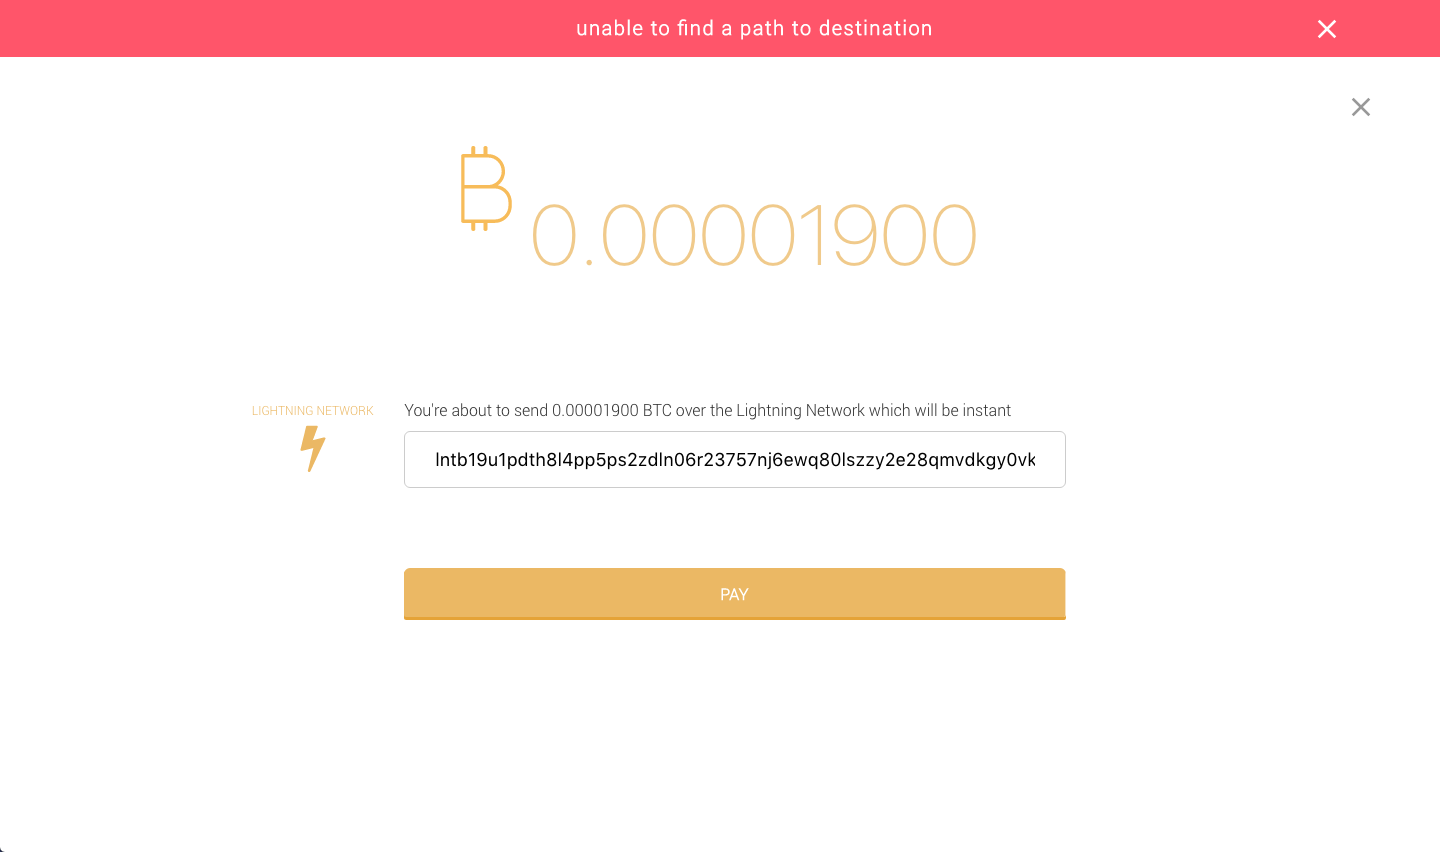 unable to find a path to destination
0.00001900
LIGHTNING NETWORK
You're about to send 0.00001900 BTC over the Lightning Network which will be instant
lntb19u1pdth8l4pp5ps2zdln06r23757nj6ewq80lszzy2e28qmvdkgy0vk
PAY